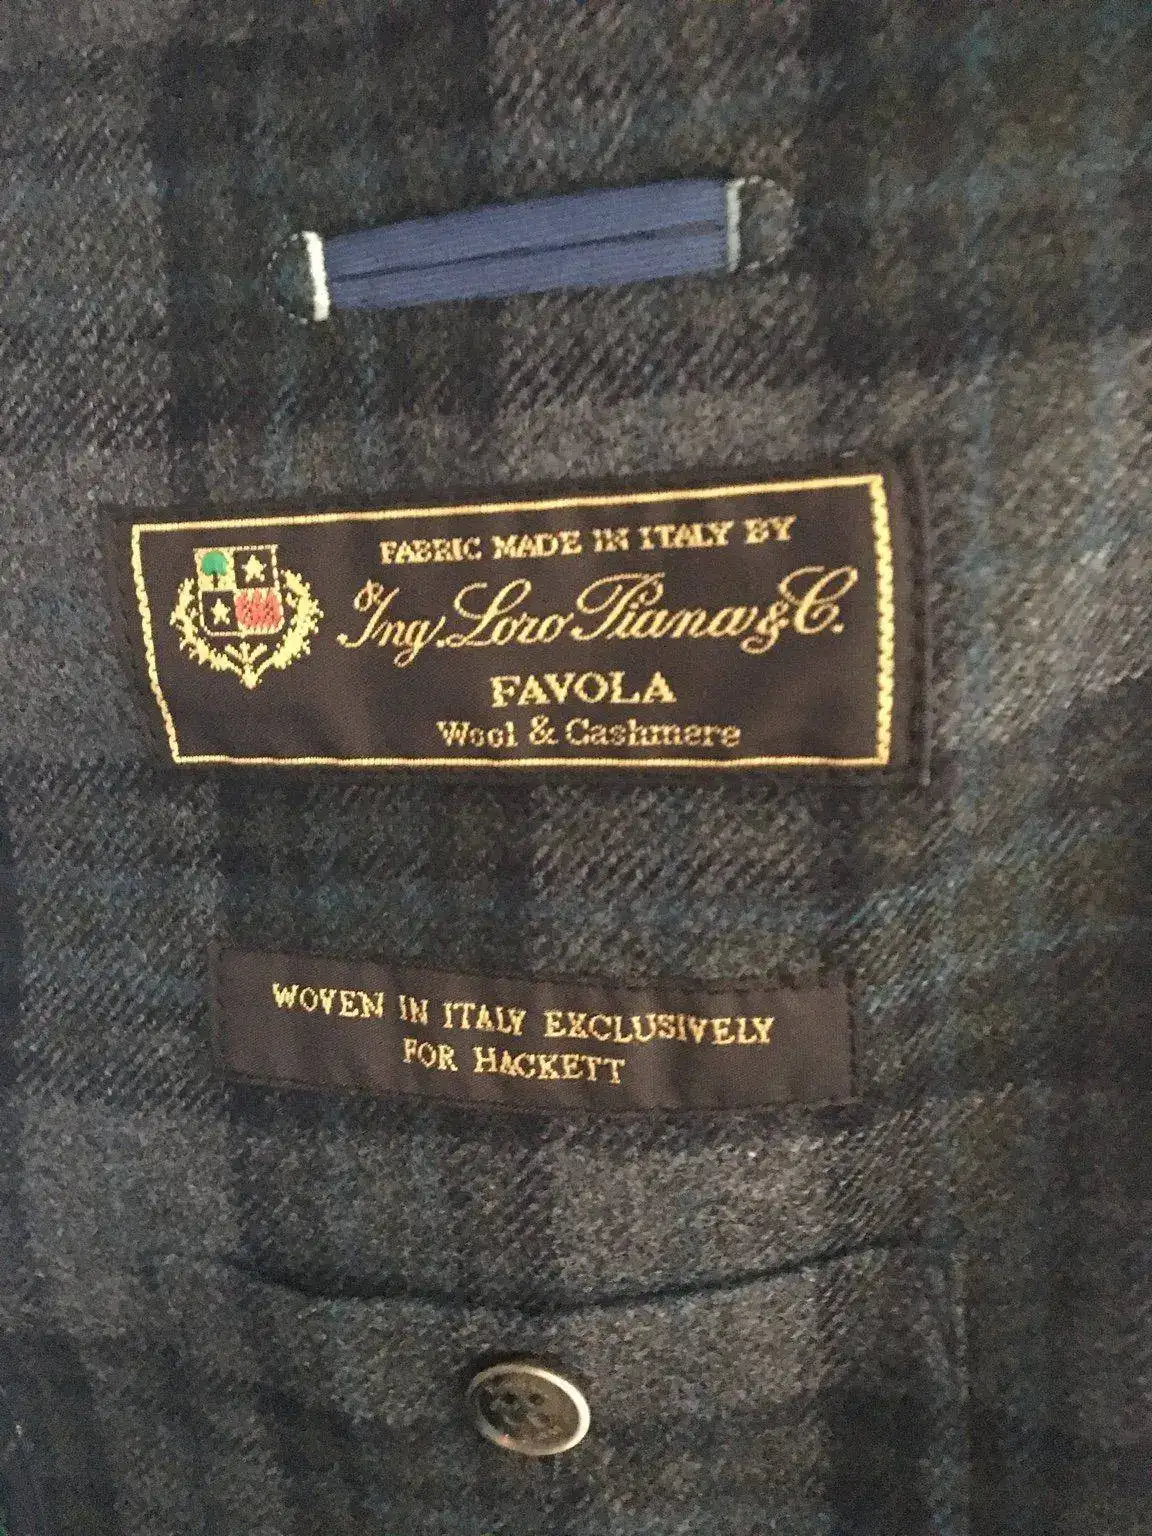 FABRIC MADE IN ITALY BY
Ing. Loro Piana & C.
FAVOLA
Wool & Cashmere
WOVEN IN ITALY EXCLUSIVELY
FOR HACKETT